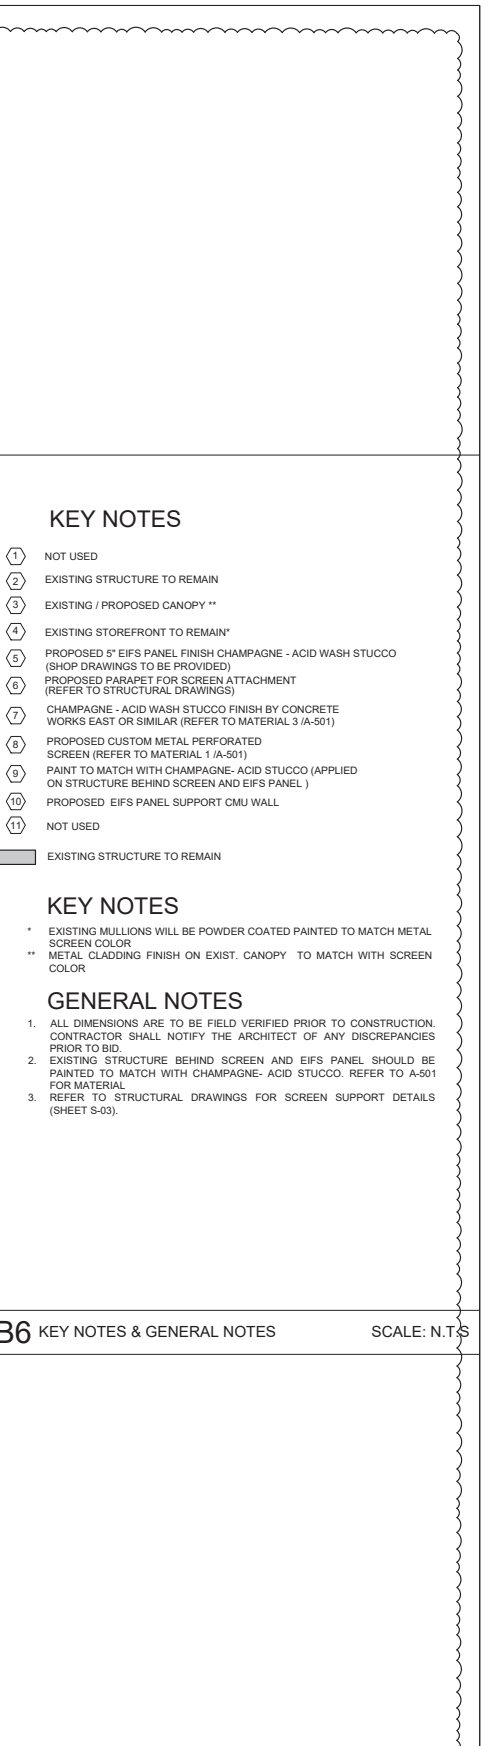 KEY NOTES
1 NOT USED
2 EXISTING STRUCTURE TO REMAIN
3 EXISTING / PROPOSED CANOPY **
4 EXISTING STOREFRONT TO REMAIN*
5 PROPOSED 5" EIFS PANEL FINISH CHAMPAGNE - ACID WASH STUCCO
(SHOP DRAWINGS TO BE PROVIDED)
6 PROPOSED PARAPET FOR SCREEN ATTACHMENT
(REFER TO STRUCTURAL DRAWINGS)
7 CHAMPAGNE - ACID WASH STUCCO FINISH BY CONCRETE
WORKS EAST OR SIMILAR (REFER TO MATERIAL 3 /A-501)
8 PROPOSED CUSTOM METAL PERFORATED
SCREEN (REFER TO MATERIAL 1 /A-501)
9 PAINT TO MATCH WITH CHAMPAGNE- ACID STUCCO (APPLIED
ON STRUCTURE BEHIND SCREEN AND EIFS PANEL )
10 PROPOSED EIFS PANEL SUPPORT CMU WALL
11 NOT USED
EXISTING STRUCTURE TO REMAIN
KEY NOTES
* EXISTING MULLIONS WILL BE POWDER COATED PAINTED TO MATCH METAL
SCREEN COLOR
** METAL CLADDING FINISH ON EXIST. CANOPY TO MATCH WITH SCREEN
COLOR
GENERAL NOTES
1. ALL DIMENSIONS ARE TO BE FIELD VERIFIED PRIOR TO CONSTRUCTION.
CONTRACTOR SHALL NOTIFY THE ARCHITECT OF ANY DISCREPANCIES
PRIOR TO BID.
2. EXISTING STRUCTURE BEHIND SCREEN AND EIFS PANEL SHOULD BE
PAINTED TO MATCH WITH CHAMPAGNE- ACID STUCCO. REFER TO A-501
FOR MATERIAL
3. REFER TO STRUCTURAL DRAWINGS FOR SCREEN SUPPORT DETAILS
(SHEET S-03).
B6 KEY NOTES & GENERAL NOTES SCALE: N.T.S